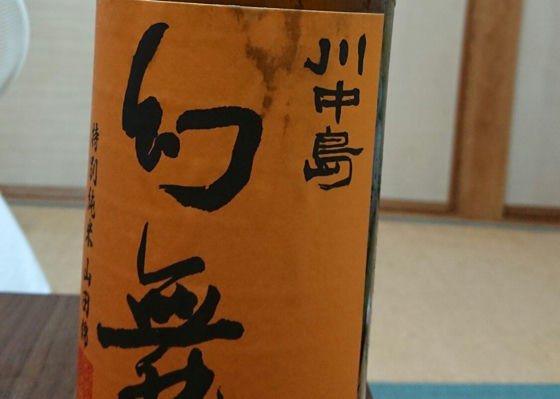 川中島
幻舞
特別純米 山田錦